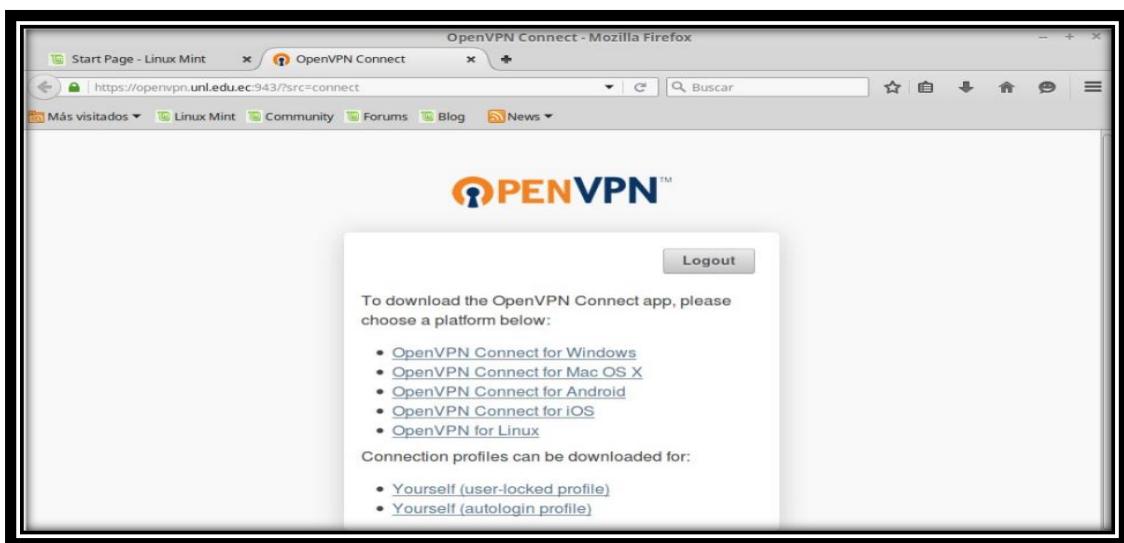 OpenVPN Connect - Mozilla Firefox
Start Page - Linux Mint
OpenVPN Connect
https://openvpn.unl.edu.ec:943/?src=connect
Buscar
Más visitados
Linux Mint
Community
Forums
Blog
News
OPENVPN™
Logout
To download the OpenVPN Connect app, please
choose a platform below:
• OpenVPN Connect for Windows
• OpenVPN Connect for Mac OS X
• OpenVPN Connect for Android
• OpenVPN Connect for iOS
• OpenVPN for Linux
Connection profiles can be downloaded for:
• Yourself (user-locked profile)
• Yourself (autologin profile)